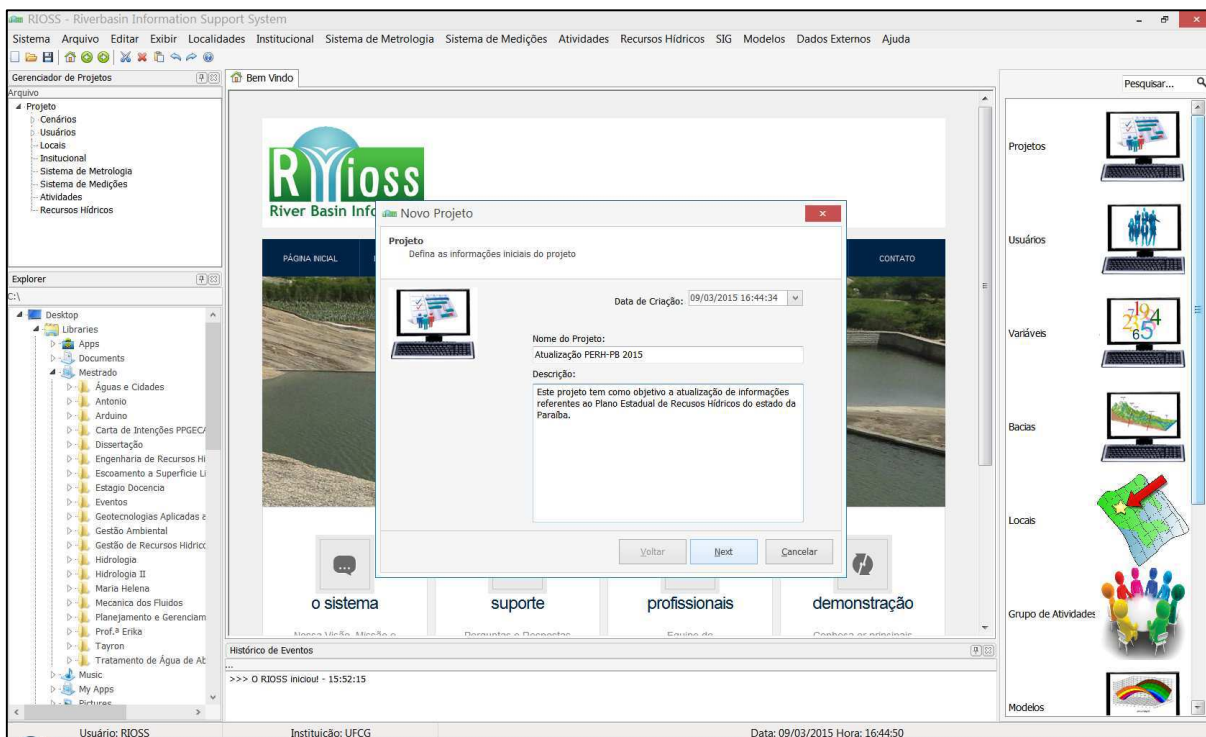 RIOSS - Riverbasin Information Support System
Sistema Arquivo Editar Exibir Localidades Institucional Sistema de Metrologia Sistema de Medições Atividades Recursos Hídricos SIG Modelos Dados Externos Ajuda
Gerenciador de Projetos
Arquivo
Projeto
Cenários
Usuários
Locais
Insitucional
Sistema de Metrologia
Sistema de Medições
Atividades
Recursos Hídricos
Explorer
C:\
Desktop
Libraries
Apps
Documents
Mestrado
Águas e Cidades
Antonio
Arduino
Carta de Intenções PPGECA
Dissertação
Engenharia de Recursos Hi
Escoamento a Superficie Li
Estagio Docencia
Eventos
Geotecnologias Aplicadas a
Gestão Ambiental
Gestão de Recursos Hidricc
Hidrologia
Hidrologia II
Maria Helena
Mecanica dos Fluidos
Planejamento e Gerenciam
Prof.ª Erika
Tayron
Tratamento de Água de Ab
Music
My Apps
Pictures
Bem Vindo
RIOSS
River Basin Info
PÁGINA INICIAL
CONTATO
Novo Projeto
Projeto
Defina as informações iniciais do projeto
Data de Criação: 09/03/2015 16:44:34
Nome do Projeto:
Atualização PERH-PB 2015
Descrição:
Este projeto tem como objetivo a atualização de informações
referentes ao Plano Estadual de Recusos Hídricos do estado da
Paraíba.
Voltar Next Cancelar
o sistema suporte profissionais demonstração
Histórico de Eventos
...
>>> O RIOSS iniciou! - 15:52:15
Pesquisar...
Projetos
Usuários
Variáveis
Bacias
Locais
Grupo de Atividades
Modelos
Usuário: RIOSS Instituição: UFCG Data: 09/03/2015 Hora: 16:44:50